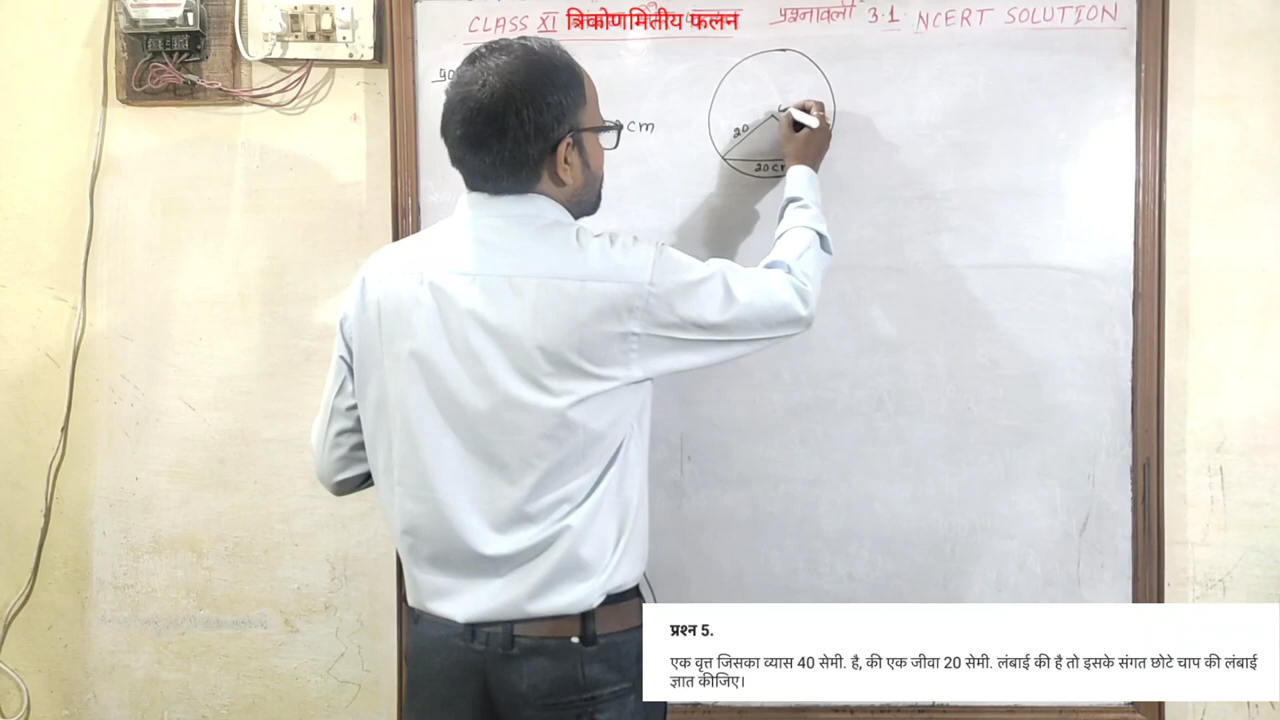 CLASS XI त्रिकोणमितीय फलन प्रश्नावली 3.1 NCERT SOLUTION
cm
20
20
प्रश्न 5.
एक वृत्त जिसका व्यास 40 सेमी. है, की एक जीवा 20 सेमी. लंबाई की है तो इसके संगत छोटे चाप की लंबाई
ज्ञात कीजिए।